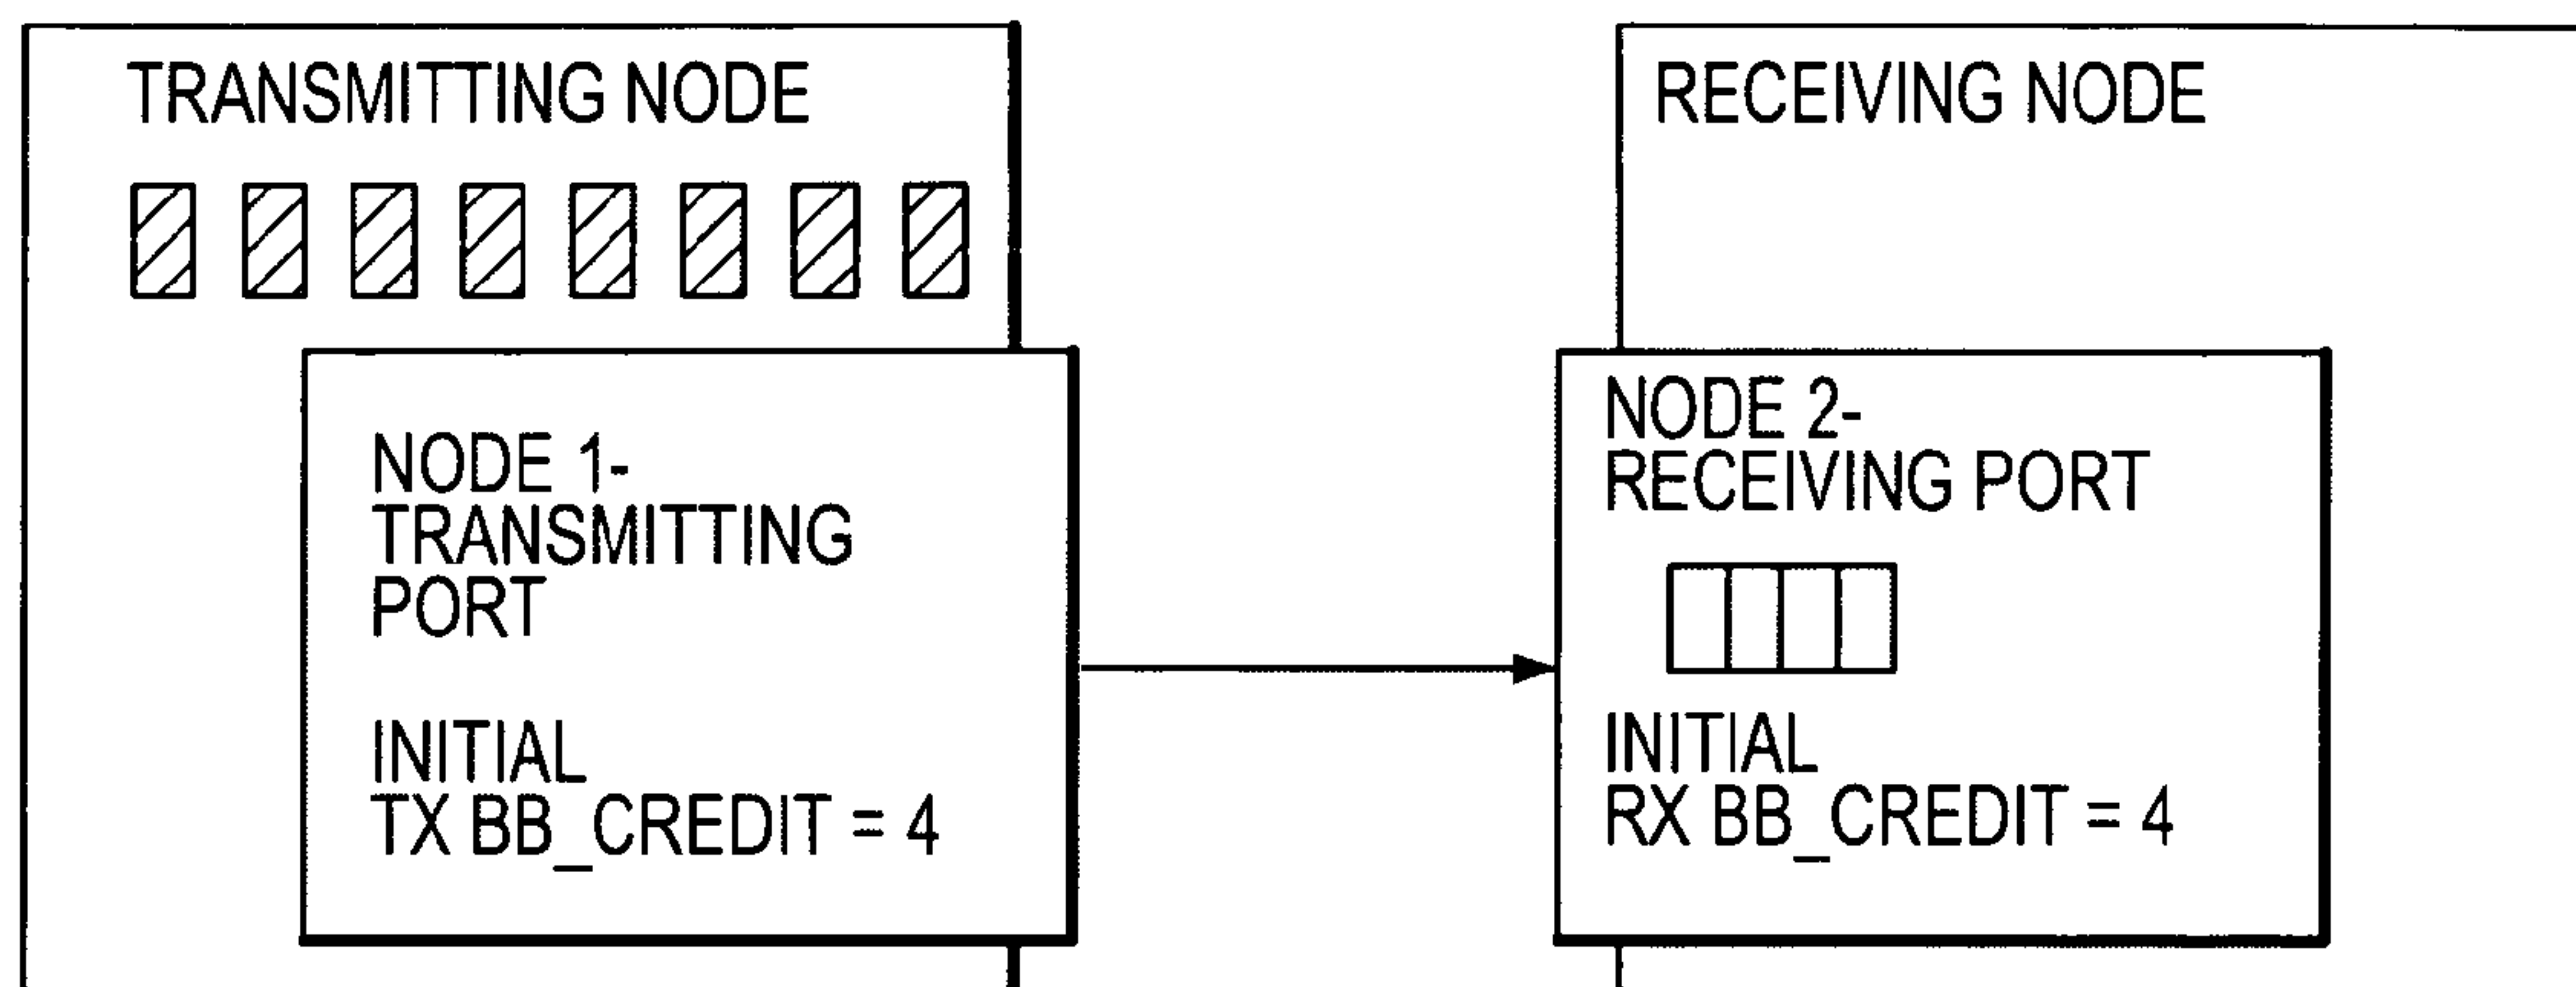 TRANSMITTING NODE
NODE 1-
TRANSMITTING
PORT
INITIAL
TX BB_CREDIT = 4
RECEIVING NODE
NODE 2-
RECEIVING PORT
INITIAL
RX BB_CREDIT = 4